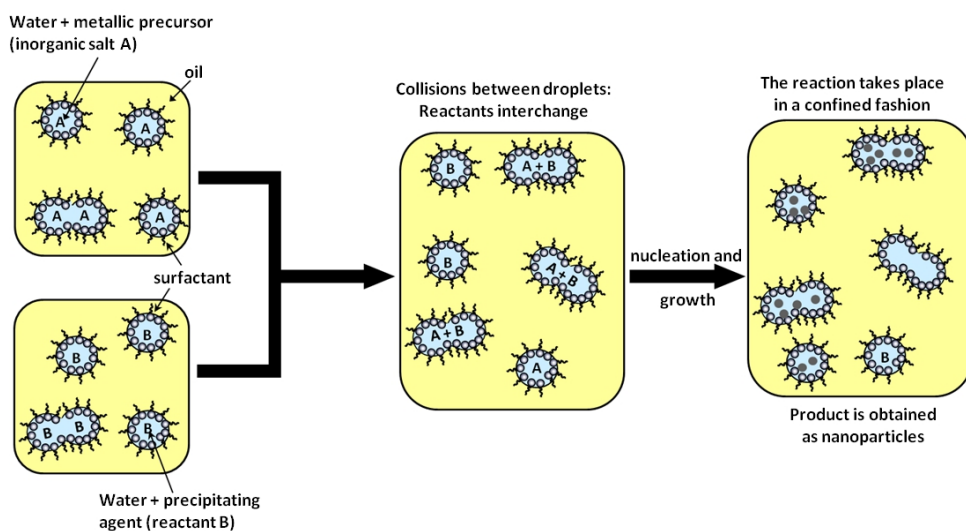 Water + metallic precursor
(inorganic salt A)
oil
A
A
A A
A
surfactant
B
B
B B
B
Water + precipitating
agent (reactant B)
Collisions between droplets:
Reactants interchange
B
A + B
B
A + B
A + B
A
nucleation and
growth
The reaction takes place
in a confined fashion
B
Product is obtained
as nanoparticles